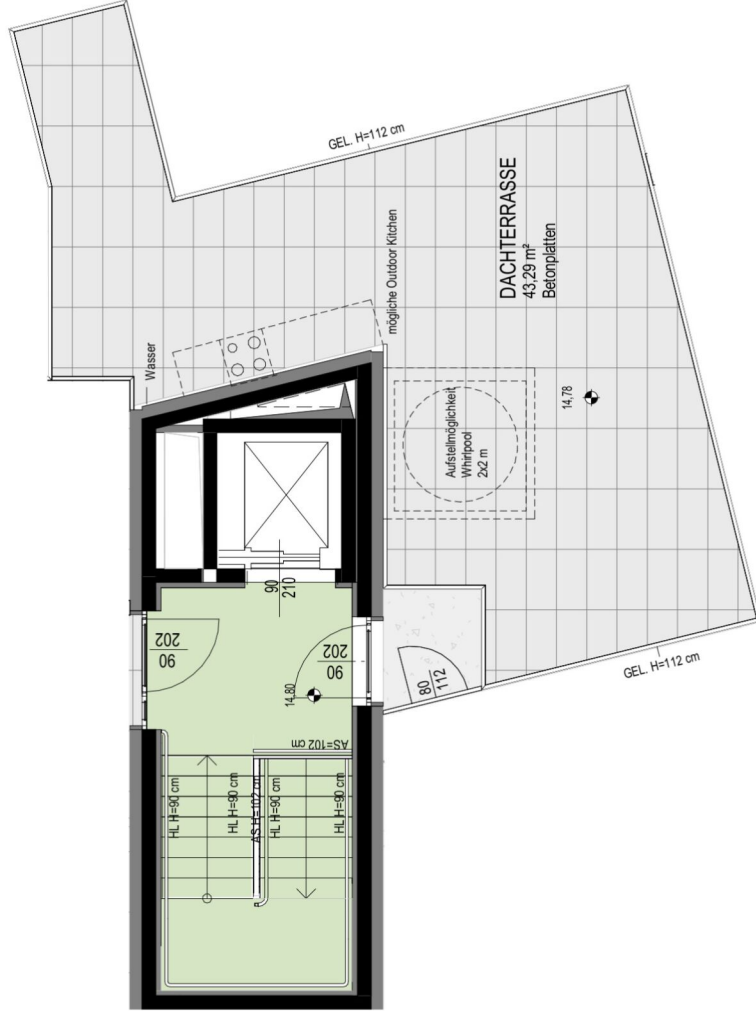 GEL. H=112 cm
DACHTERRASSE
43,29 m²
Betonplatten
mögliche Outdoor Kitchen
Wasser
Aufstellmöglichkeit
Whirlpool
2x2 m
14,78
90
210
90
202
90
202
14,80
80
112
GEL. H=112 cm
AS=102 cm
HL H=90 cm
HL H=90 cm
AS H=102 cm
HL H=90 cm
HL H=90 cm